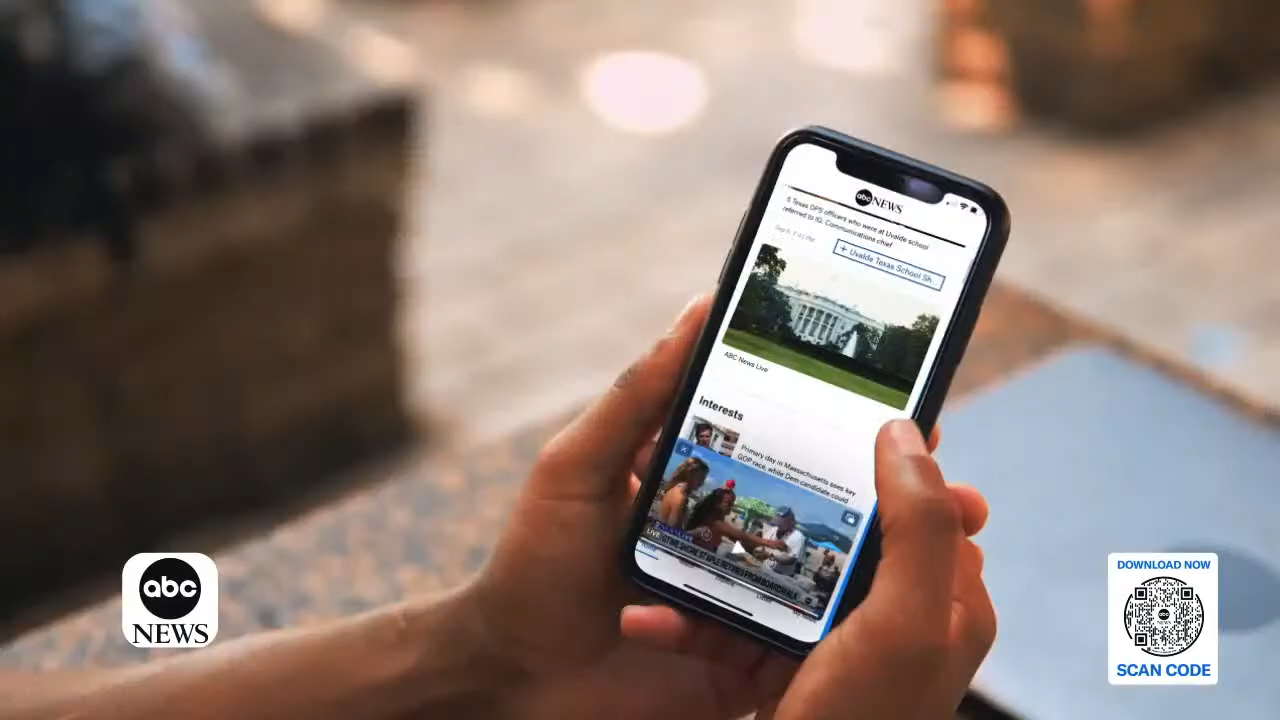 abc NEWS
5 Texas DPS officers who were at Uvalde school
referred to IG: Communications chief
+ Uvalde Texas School Sh...
ABC News Live
Interests
Primary day in Massachusetts sees key
GOP race, while Dem candidate could
LIVE
abc
NEWS
DOWNLOAD NOW
abc
SCAN CODE